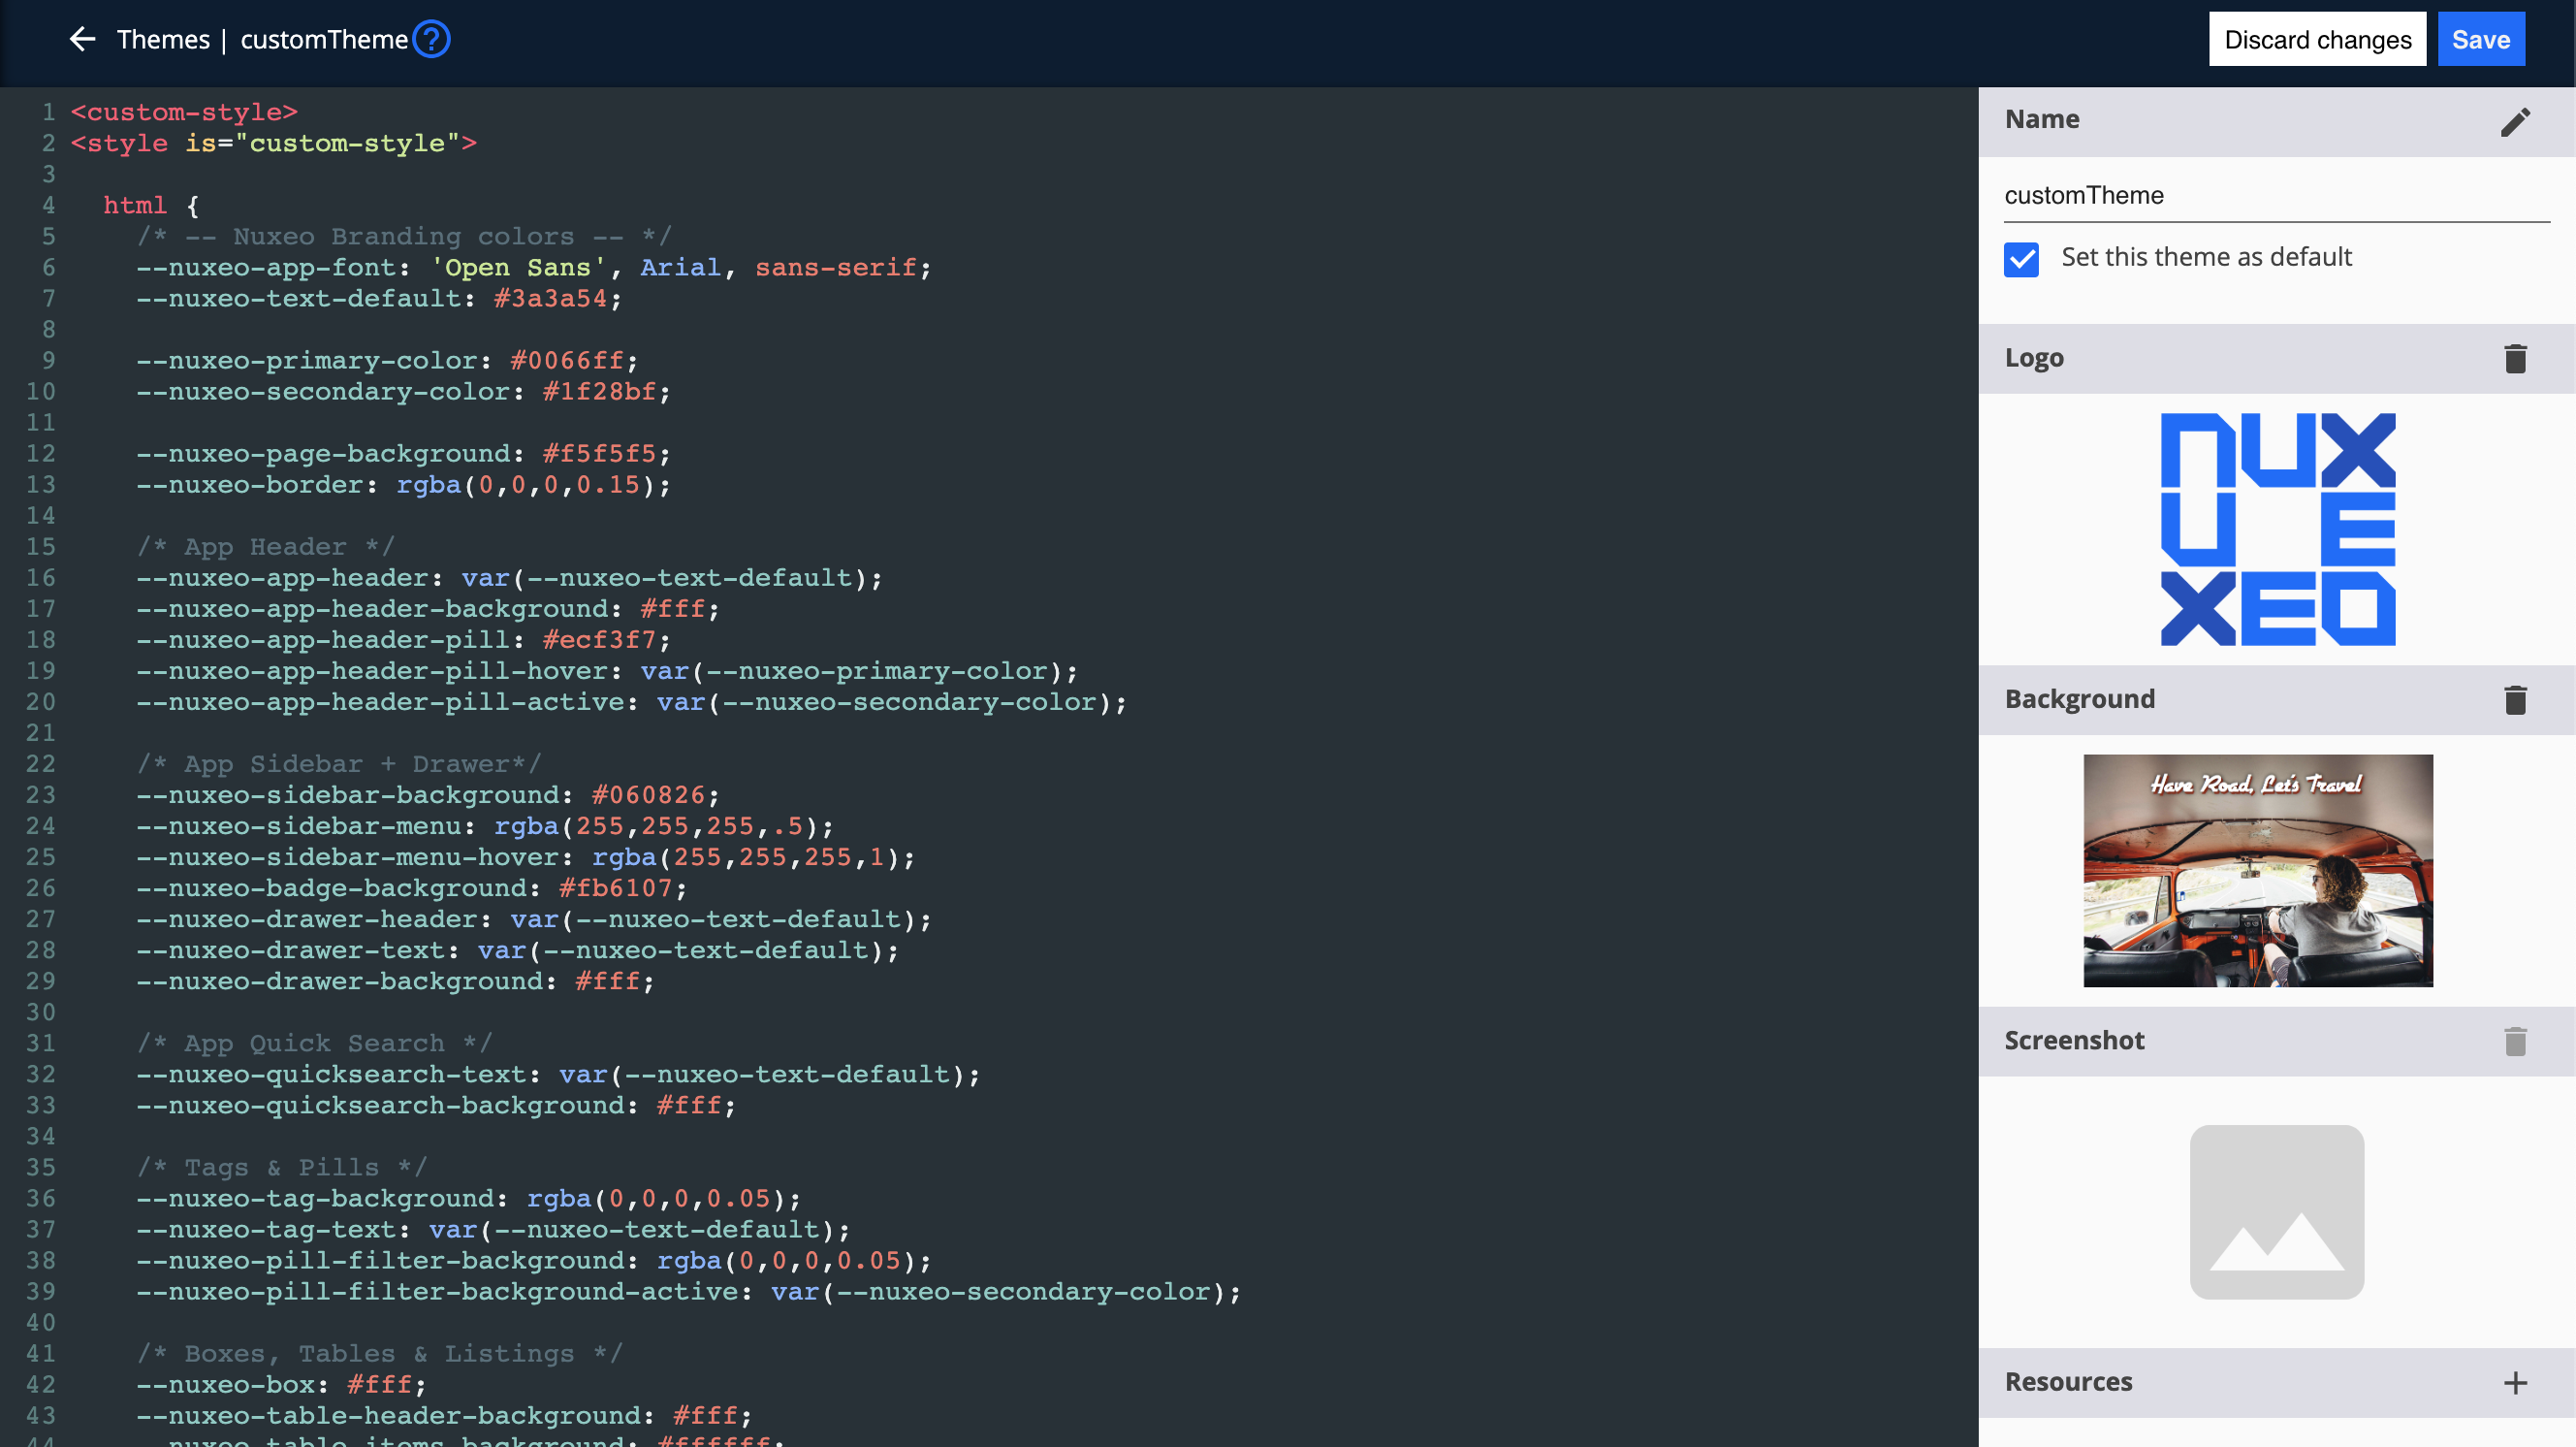 Themes | customTheme ?
Discard changes
Save
1 <custom-style>
2 <style is="custom-style">
3
4 html {
5 /* -- Nuxeo Branding colors -- */
6 --nuxeo-app-font: 'Open Sans', Arial, sans-serif;
7 --nuxeo-text-default: #3a3a54;
8
9 --nuxeo-primary-color: #0066ff;
10 --nuxeo-secondary-color: #1f28bf;
11
12 --nuxeo-page-background: #f5f5f5;
13 --nuxeo-border: rgba(0,0,0,0.15);
14
15 /* App Header */
16 --nuxeo-app-header: var(--nuxeo-text-default);
17 --nuxeo-app-header-background: #fff;
18 --nuxeo-app-header-pill: #ecf3f7;
19 --nuxeo-app-header-pill-hover: var(--nuxeo-primary-color);
20 --nuxeo-app-header-pill-active: var(--nuxeo-secondary-color);
21
22 /* App Sidebar + Drawer*/
23 --nuxeo-sidebar-background: #060826;
24 --nuxeo-sidebar-menu: rgba(255,255,255,.5);
25 --nuxeo-sidebar-menu-hover: rgba(255,255,255,1);
26 --nuxeo-badge-background: #fb6107;
27 --nuxeo-drawer-header: var(--nuxeo-text-default);
28 --nuxeo-drawer-text: var(--nuxeo-text-default);
29 --nuxeo-drawer-background: #fff;
30
31 /* App Quick Search */
32 --nuxeo-quicksearch-text: var(--nuxeo-text-default);
33 --nuxeo-quicksearch-background: #fff;
34
35 /* Tags & Pills */
36 --nuxeo-tag-background: rgba(0,0,0,0.05);
37 --nuxeo-tag-text: var(--nuxeo-text-default);
38 --nuxeo-pill-filter-background: rgba(0,0,0,0.05);
39 --nuxeo-pill-filter-background-active: var(--nuxeo-secondary-color);
40
41 /* Boxes, Tables & Listings */
42 --nuxeo-box: #fff;
43 --nuxeo-table-header-background: #fff;
44 --nuxeo-table-items-background: #ffffff;
Name
customTheme
Set this theme as default
Logo
NUX
U E
XEO
Background
Have Road, Let's Travel
Screenshot
Resources